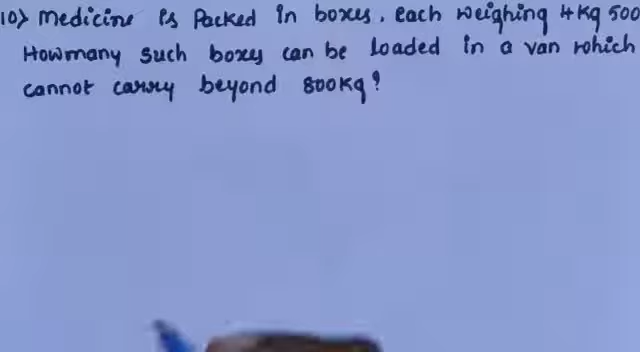 10) Medicine is Packed in boxes, each weighing 4Kg 500
Howmany such boxes can be loaded in a van which
cannot carry beyond 800Kg?